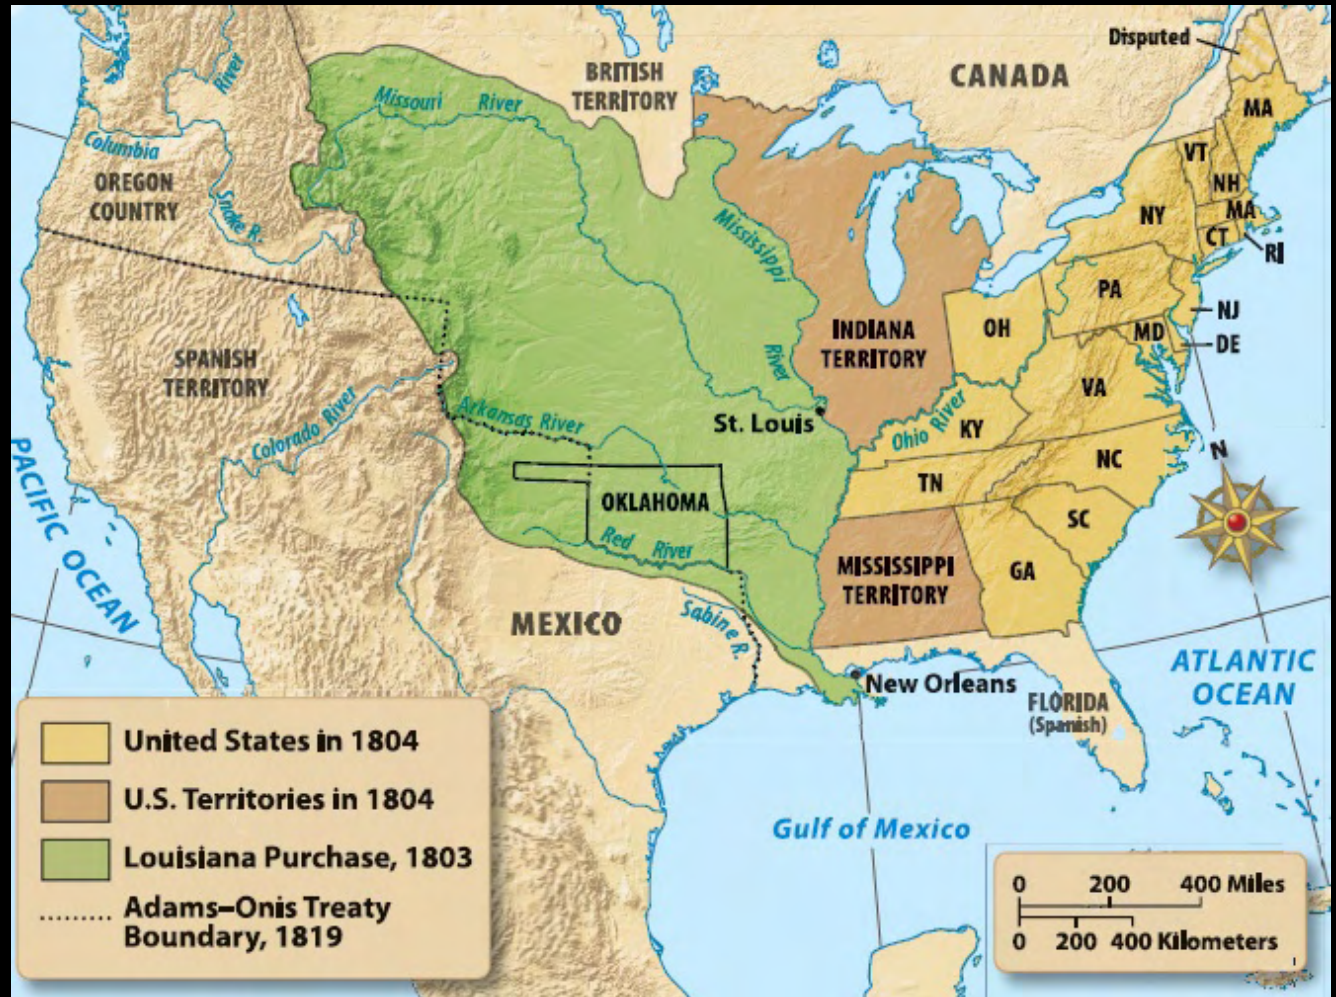 Disputed
CANADA
BRITISH
TERRITORY
MA
Missouri River
River
Columbia
VT
OREGON
COUNTRY
NH
Snake R.
NY
MA
CT
RI
Mississippi
River
PA
NJ
INDIANA
TERRITORY
OH
MD
DE
SPANISH
TERRITORY
VA
Colorado River
Arkansas River
St. Louis
Ohio River
KY
NC
N
TN
OKLAHOMA
SC
PACIFIC OCEAN
Red River
MISSISSIPPI
TERRITORY
GA
MEXICO
Sabine R.
ATLANTIC
OCEAN
New Orleans
FLORIDA
(Spanish)
United States in 1804
U.S. Territories in 1804
Louisiana Purchase, 1803
Adams–Onis Treaty
Boundary, 1819
Gulf of Mexico
0 200 400 Miles
0 200 400 Kilometers